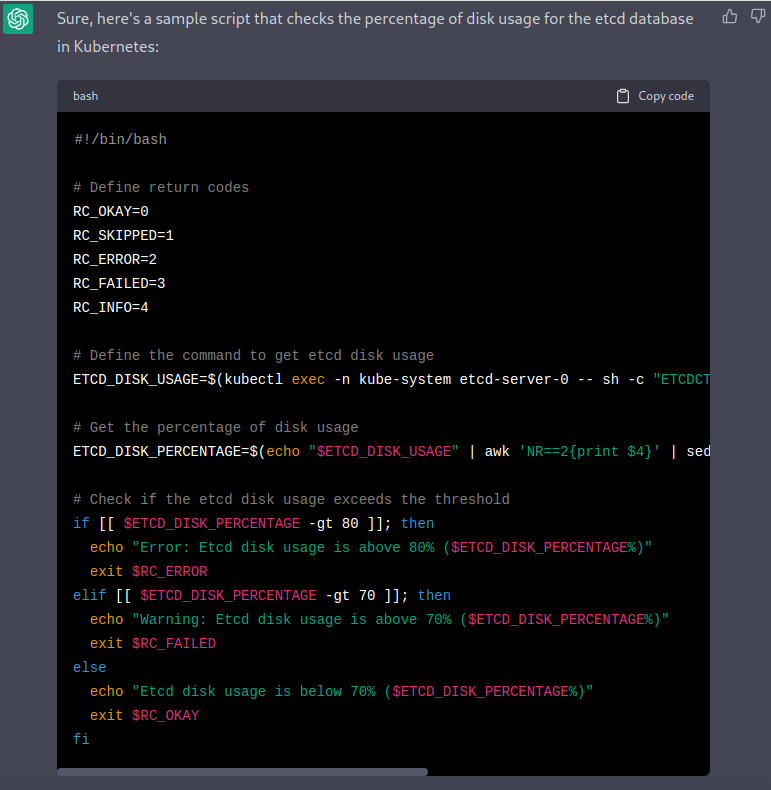 Sure, here's a sample script that checks the percentage of disk usage for the etcd database
in Kubernetes:
bash
Copy code
#!/bin/bash
# Define return codes
RC_OKAY=0
RC_SKIPPED=1
RC_ERROR=2
RC_FAILED=3
RC_INFO=4
# Define the command to get etcd disk usage
ETCD_DISK_USAGE=$(kubectl exec -n kube-system etcd-server-0 -- sh -c "ETCDCT
# Get the percentage of disk usage
ETCD_DISK_PERCENTAGE=$(echo "$ETCD_DISK_USAGE" | awk 'NR==2{print $4}' | sed
# Check if the etcd disk usage exceeds the threshold
if [[ $ETCD_DISK_PERCENTAGE -gt 80 ]]; then
  echo "Error: Etcd disk usage is above 80% ($ETCD_DISK_PERCENTAGE%)"
  exit $RC_ERROR
elif [[ $ETCD_DISK_PERCENTAGE -gt 70 ]]; then
  echo "Warning: Etcd disk usage is above 70% ($ETCD_DISK_PERCENTAGE%)"
  exit $RC_FAILED
else
  echo "Etcd disk usage is below 70% ($ETCD_DISK_PERCENTAGE%)"
  exit $RC_OKAY
fi